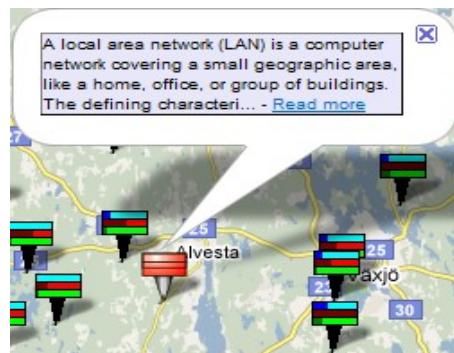 A local area network (LAN) is a computer
network covering a small geographic area,
like a home, office, or group of buildings.
The defining characteri... - Read more
27
25
Alvesta
25
Växjö
30